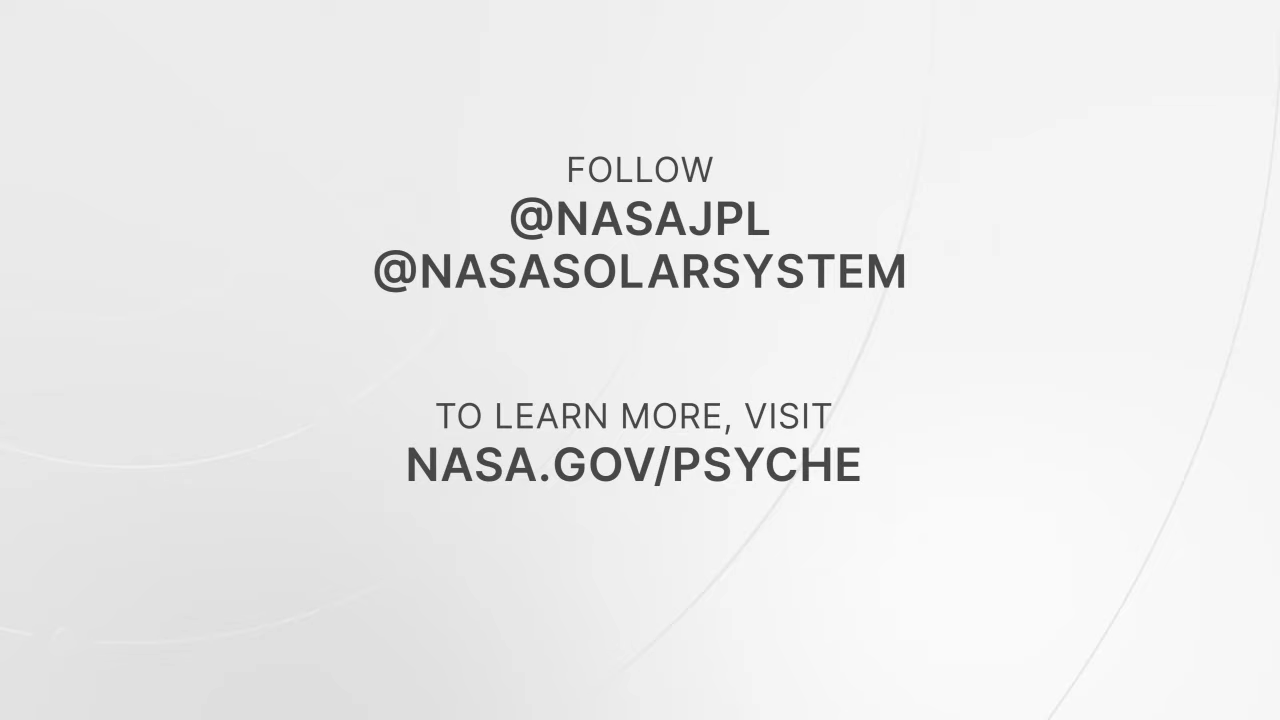 FOLLOW
@NASAJPL
@NASASOLARSYSTEM
TO LEARN MORE, VISIT
NASA.GOV/PSYCHE